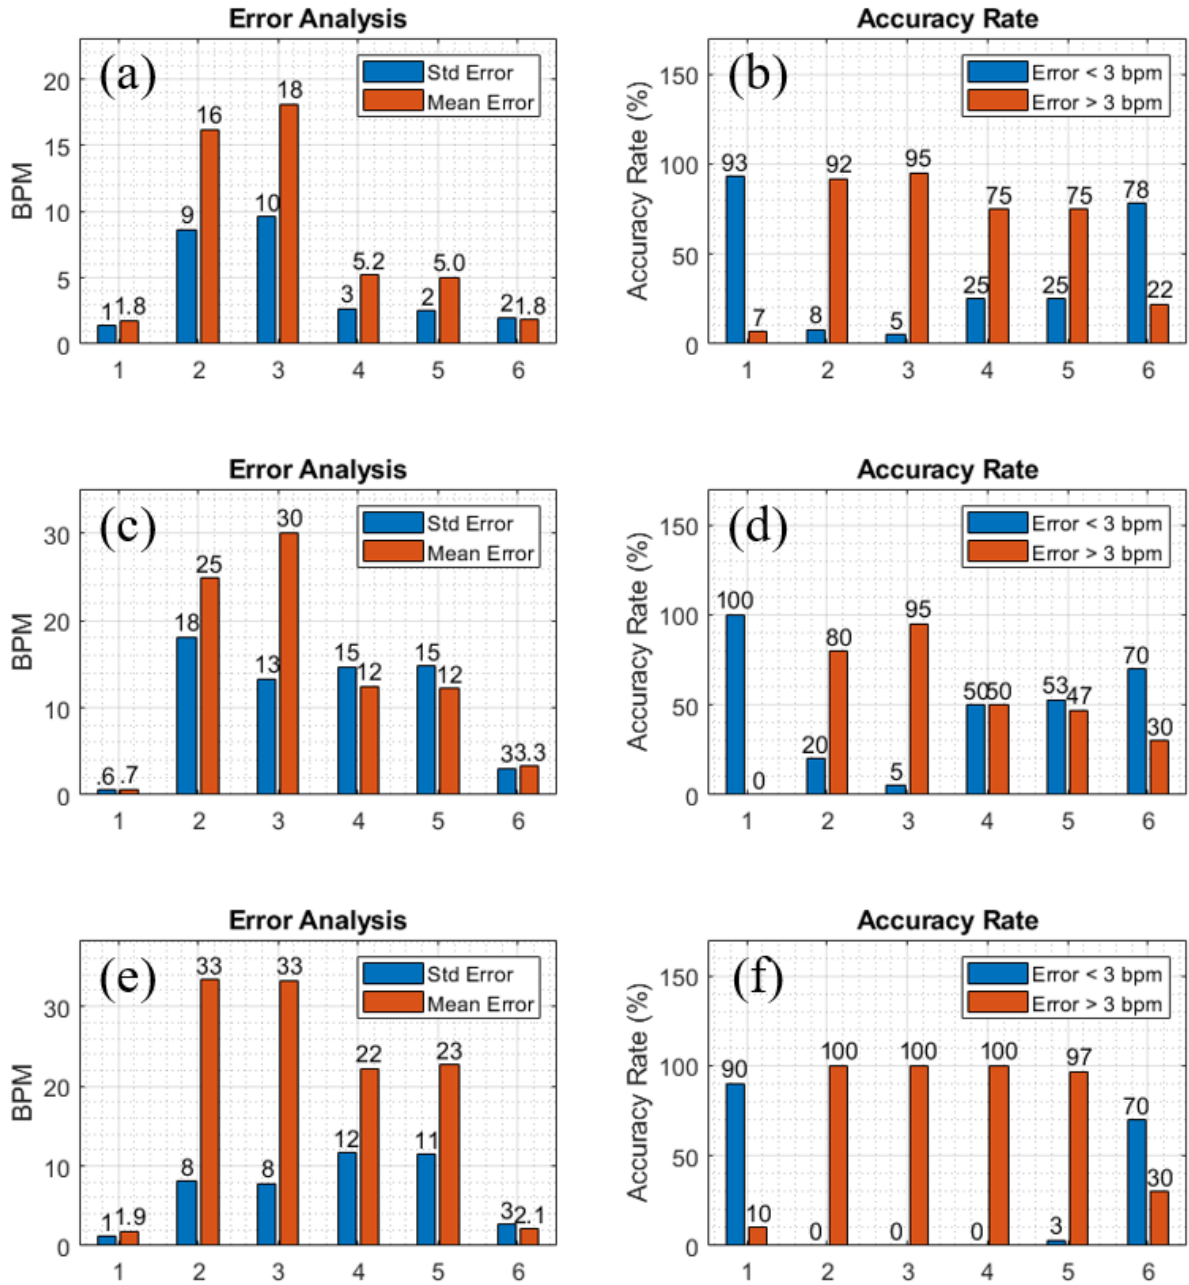 Error Analysis
(a)
Std Error
Mean Error
BPM
20
15
10
5
0
1 1.8
9 16
10 18
3 5.2
2 5.0
2 1.8
1 2 3 4 5 6
Accuracy Rate
(b)
Error < 3 bpm
Error > 3 bpm
Accuracy Rate (%)
150
100
50
0
93 7
8 92
5 95
25 75
25 75
78 22
1 2 3 4 5 6
Error Analysis
(c)
Std Error
Mean Error
BPM
30
20
10
0
.6 .7
18 25
13 30
15 12
15 12
3 3.3
1 2 3 4 5 6
Accuracy Rate
(d)
Error < 3 bpm
Error > 3 bpm
Accuracy Rate (%)
150
100
50
0
100 0
20 80
5 95
50 50
53 47
70 30
1 2 3 4 5 6
Error Analysis
(e)
Std Error
Mean Error
BPM
30
20
10
0
1 1.9
8 33
8 33
12 22
11 23
3 2.1
1 2 3 4 5 6
Accuracy Rate
(f)
Error < 3 bpm
Error > 3 bpm
Accuracy Rate (%)
150
100
50
0
90 10
0 100
0 100
0 100
3 97
70 30
1 2 3 4 5 6